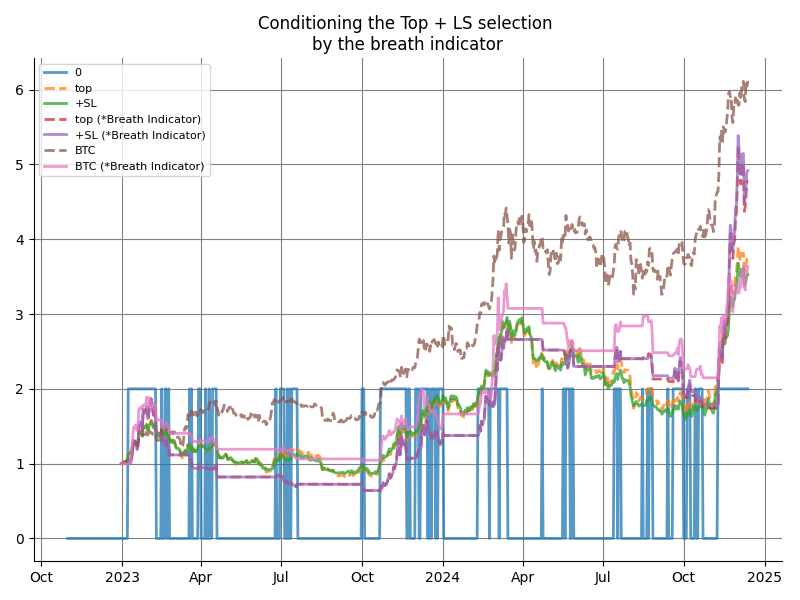 Conditioning the Top + LS selection
by the breath indicator
0
top
+SL
top (*Breath Indicator)
+SL (*Breath Indicator)
BTC
BTC (*Breath Indicator)
6
5
4
3
2
1
0
Oct
2023
Apr
Jul
Oct
2024
Apr
Jul
Oct
2025